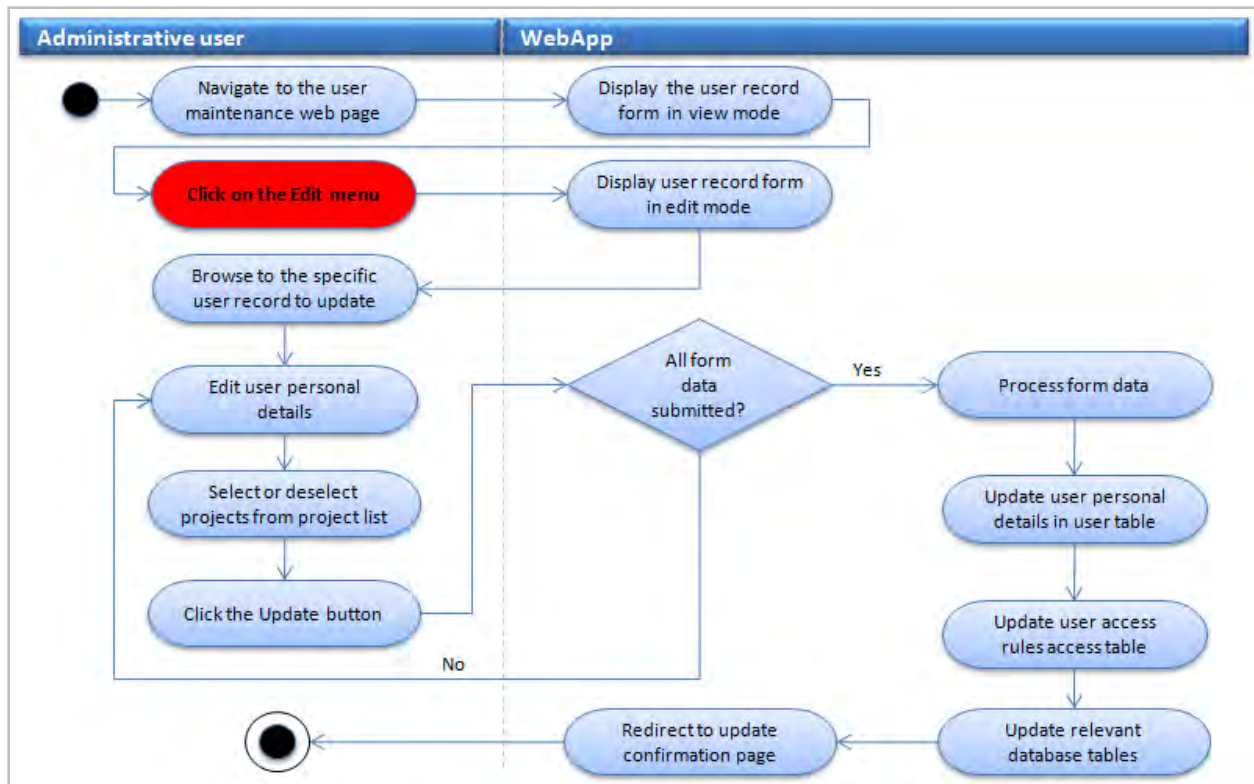 Administrative user
WebApp
Navigate to the user
maintenance web page
Display the user record
form in view mode
Click on the Edit menu
Display user record form
in edit mode
Browse to the specific
user record to update
Edit user personal
details
All form
data
submitted?
Yes
Process form data
Select or deselect
projects from project list
Update user personal
details in user table
Click the Update button
Update user access
rules access table
No
Redirect to update
confirmation page
Update relevant
database tables